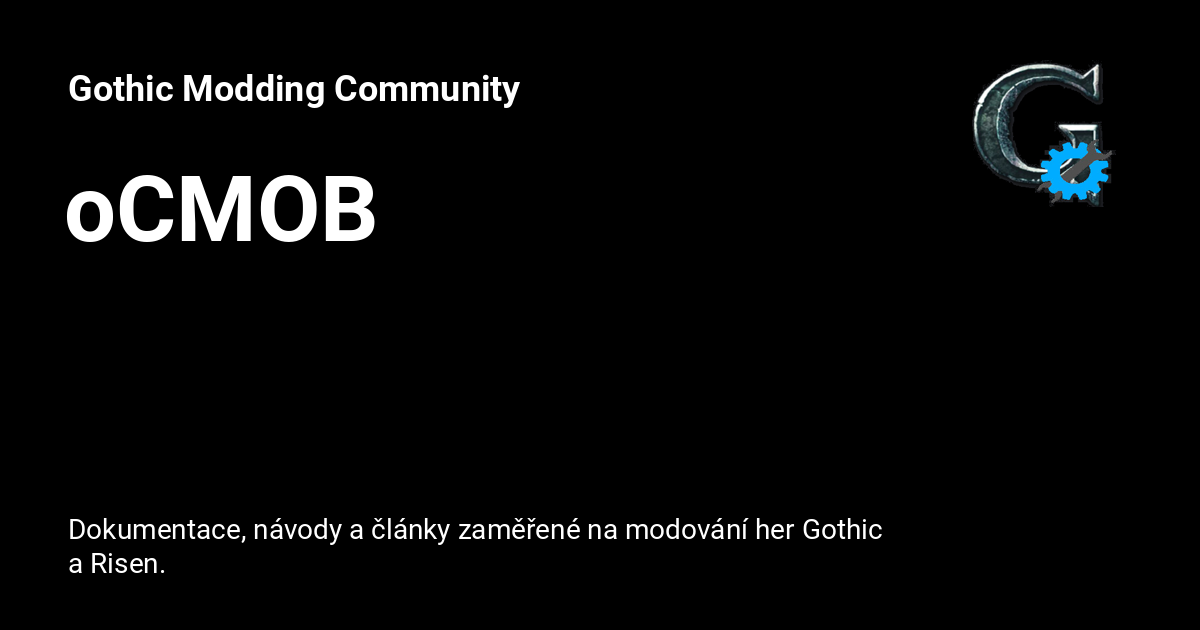 Gothic Modding Community
oCMOB
Dokumentace, návody a články zaměřené na modování her Gothic
a Risen.